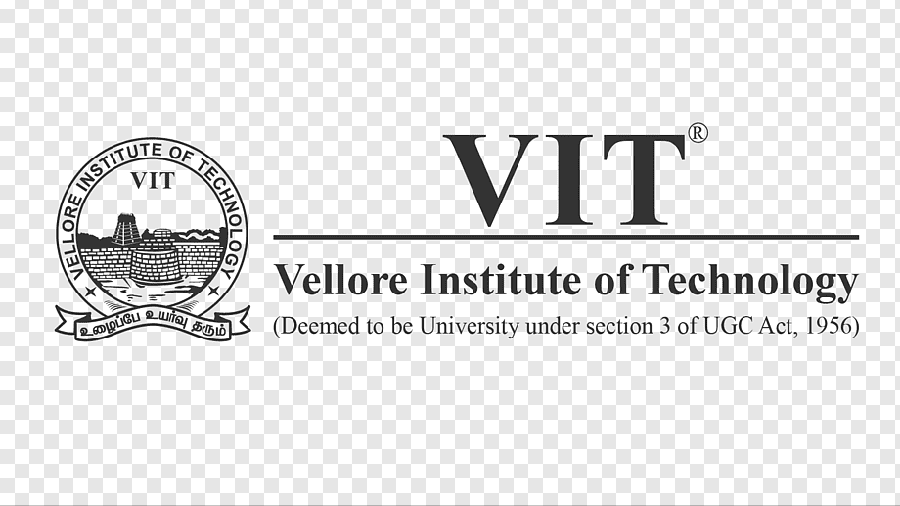 VELLORE INSTITUTE OF TECHNOLOGY
VIT
உழைப்பே உயர்வு தரும்
VIT®
Vellore Institute of Technology
(Deemed to be University under section 3 of UGC Act, 1956)